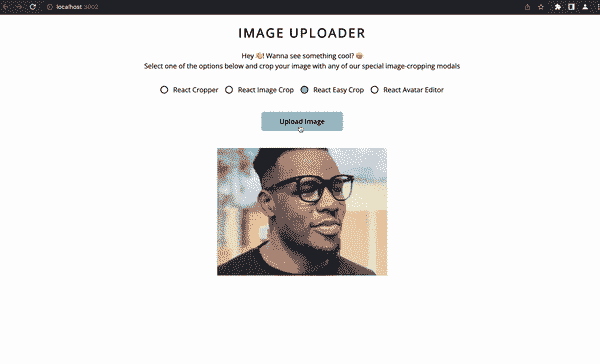 localhost:3002
IMAGE UPLOADER
Hey 👋! Wanna see something cool? 😎
Select one of the options below and crop your image with any of our special image-cropping modals
React Cropper React Image Crop React Easy Crop React Avatar Editor
Upload Image